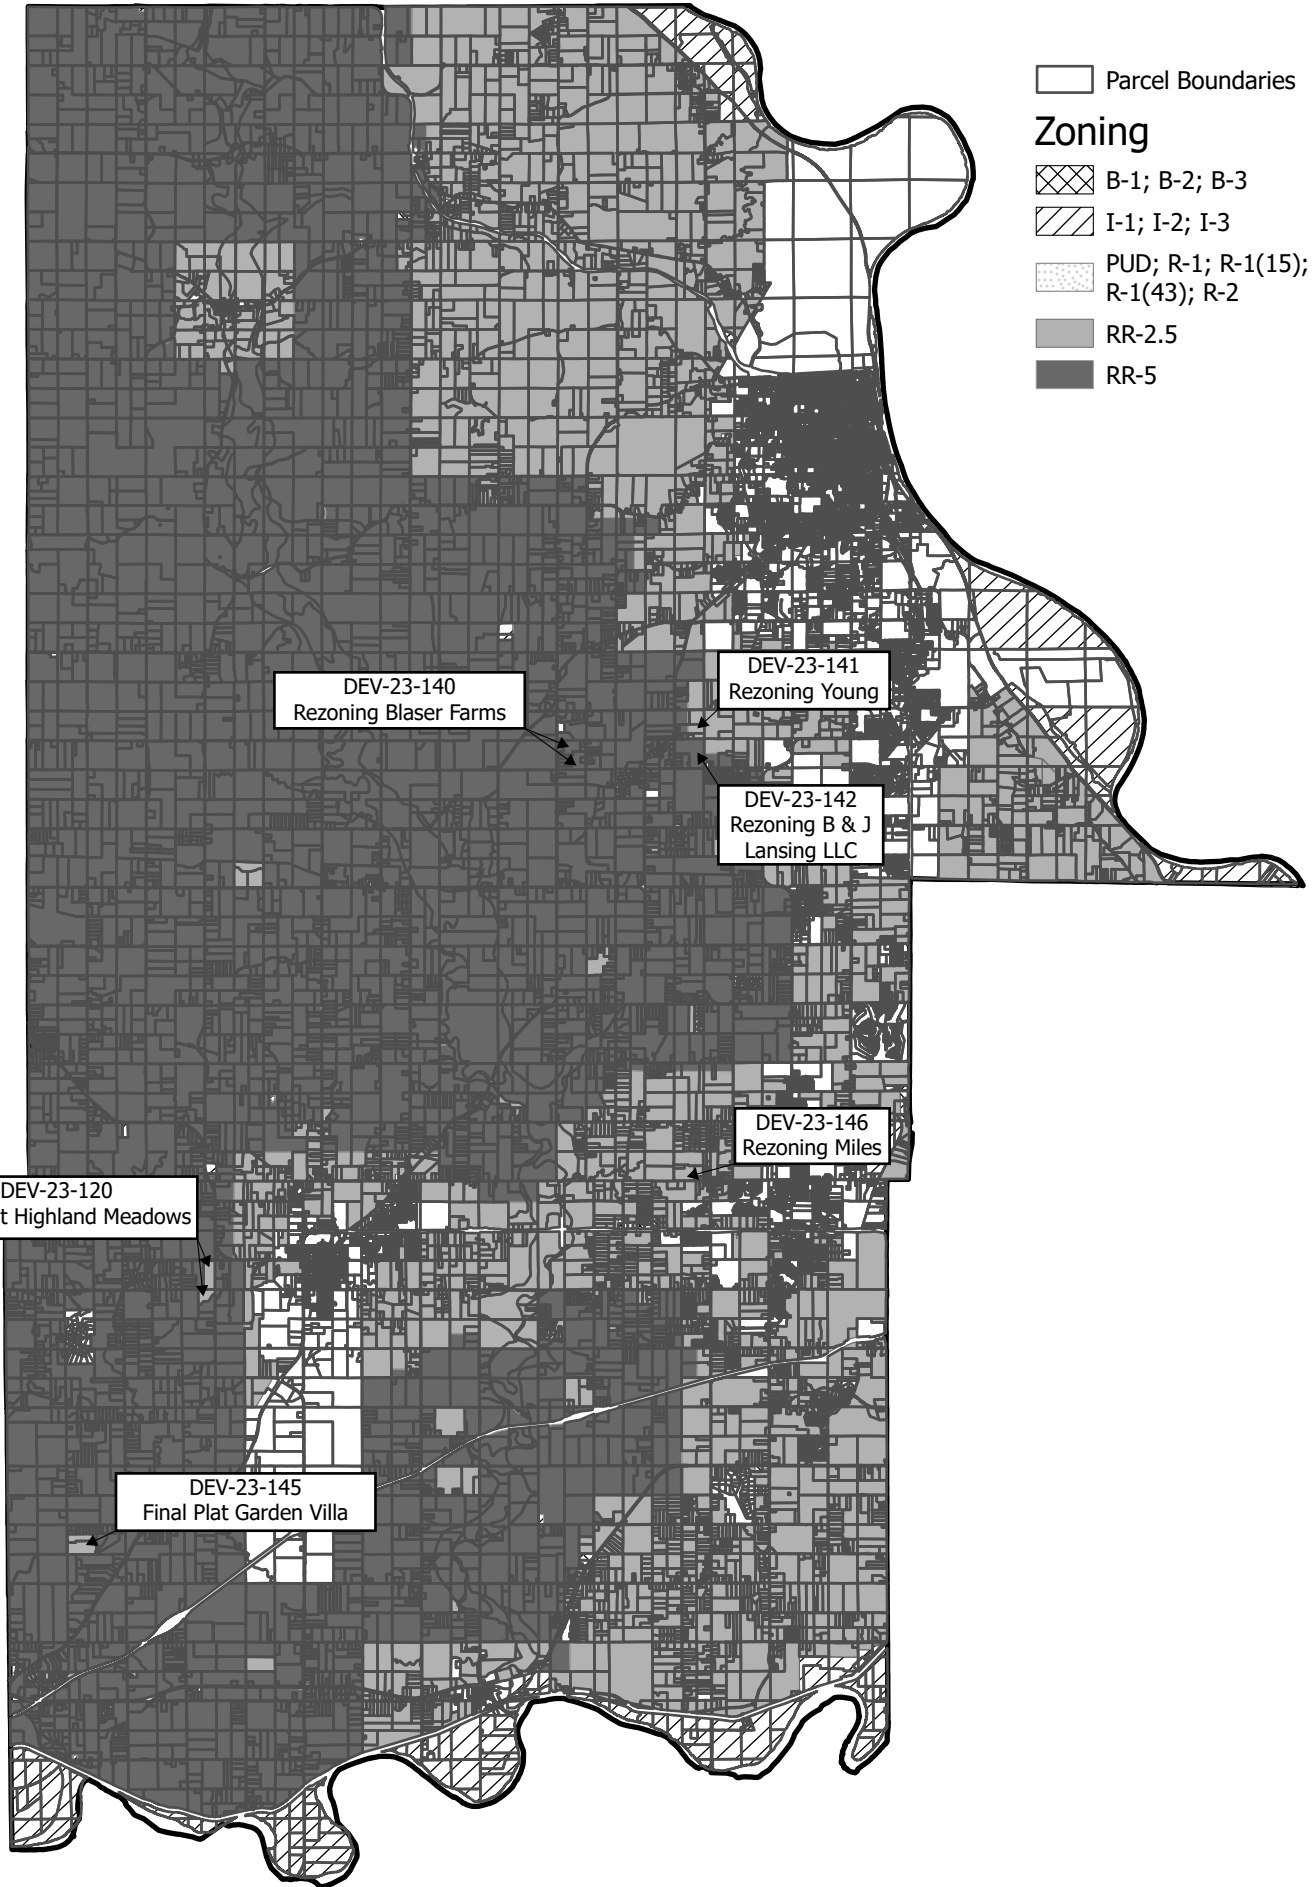 Parcel Boundaries
Zoning
B-1; B-2; B-3
I-1; I-2; I-3
PUD; R-1; R-1(15);
R-1(43); R-2
RR-2.5
RR-5
DEV-23-141
Rezoning Young
DEV-23-140
Rezoning Blaser Farms
DEV-23-142
Rezoning B & J
Lansing LLC
DEV-23-146
Rezoning Miles
DEV-23-120
t Highland Meadows
DEV-23-145
Final Plat Garden Villa